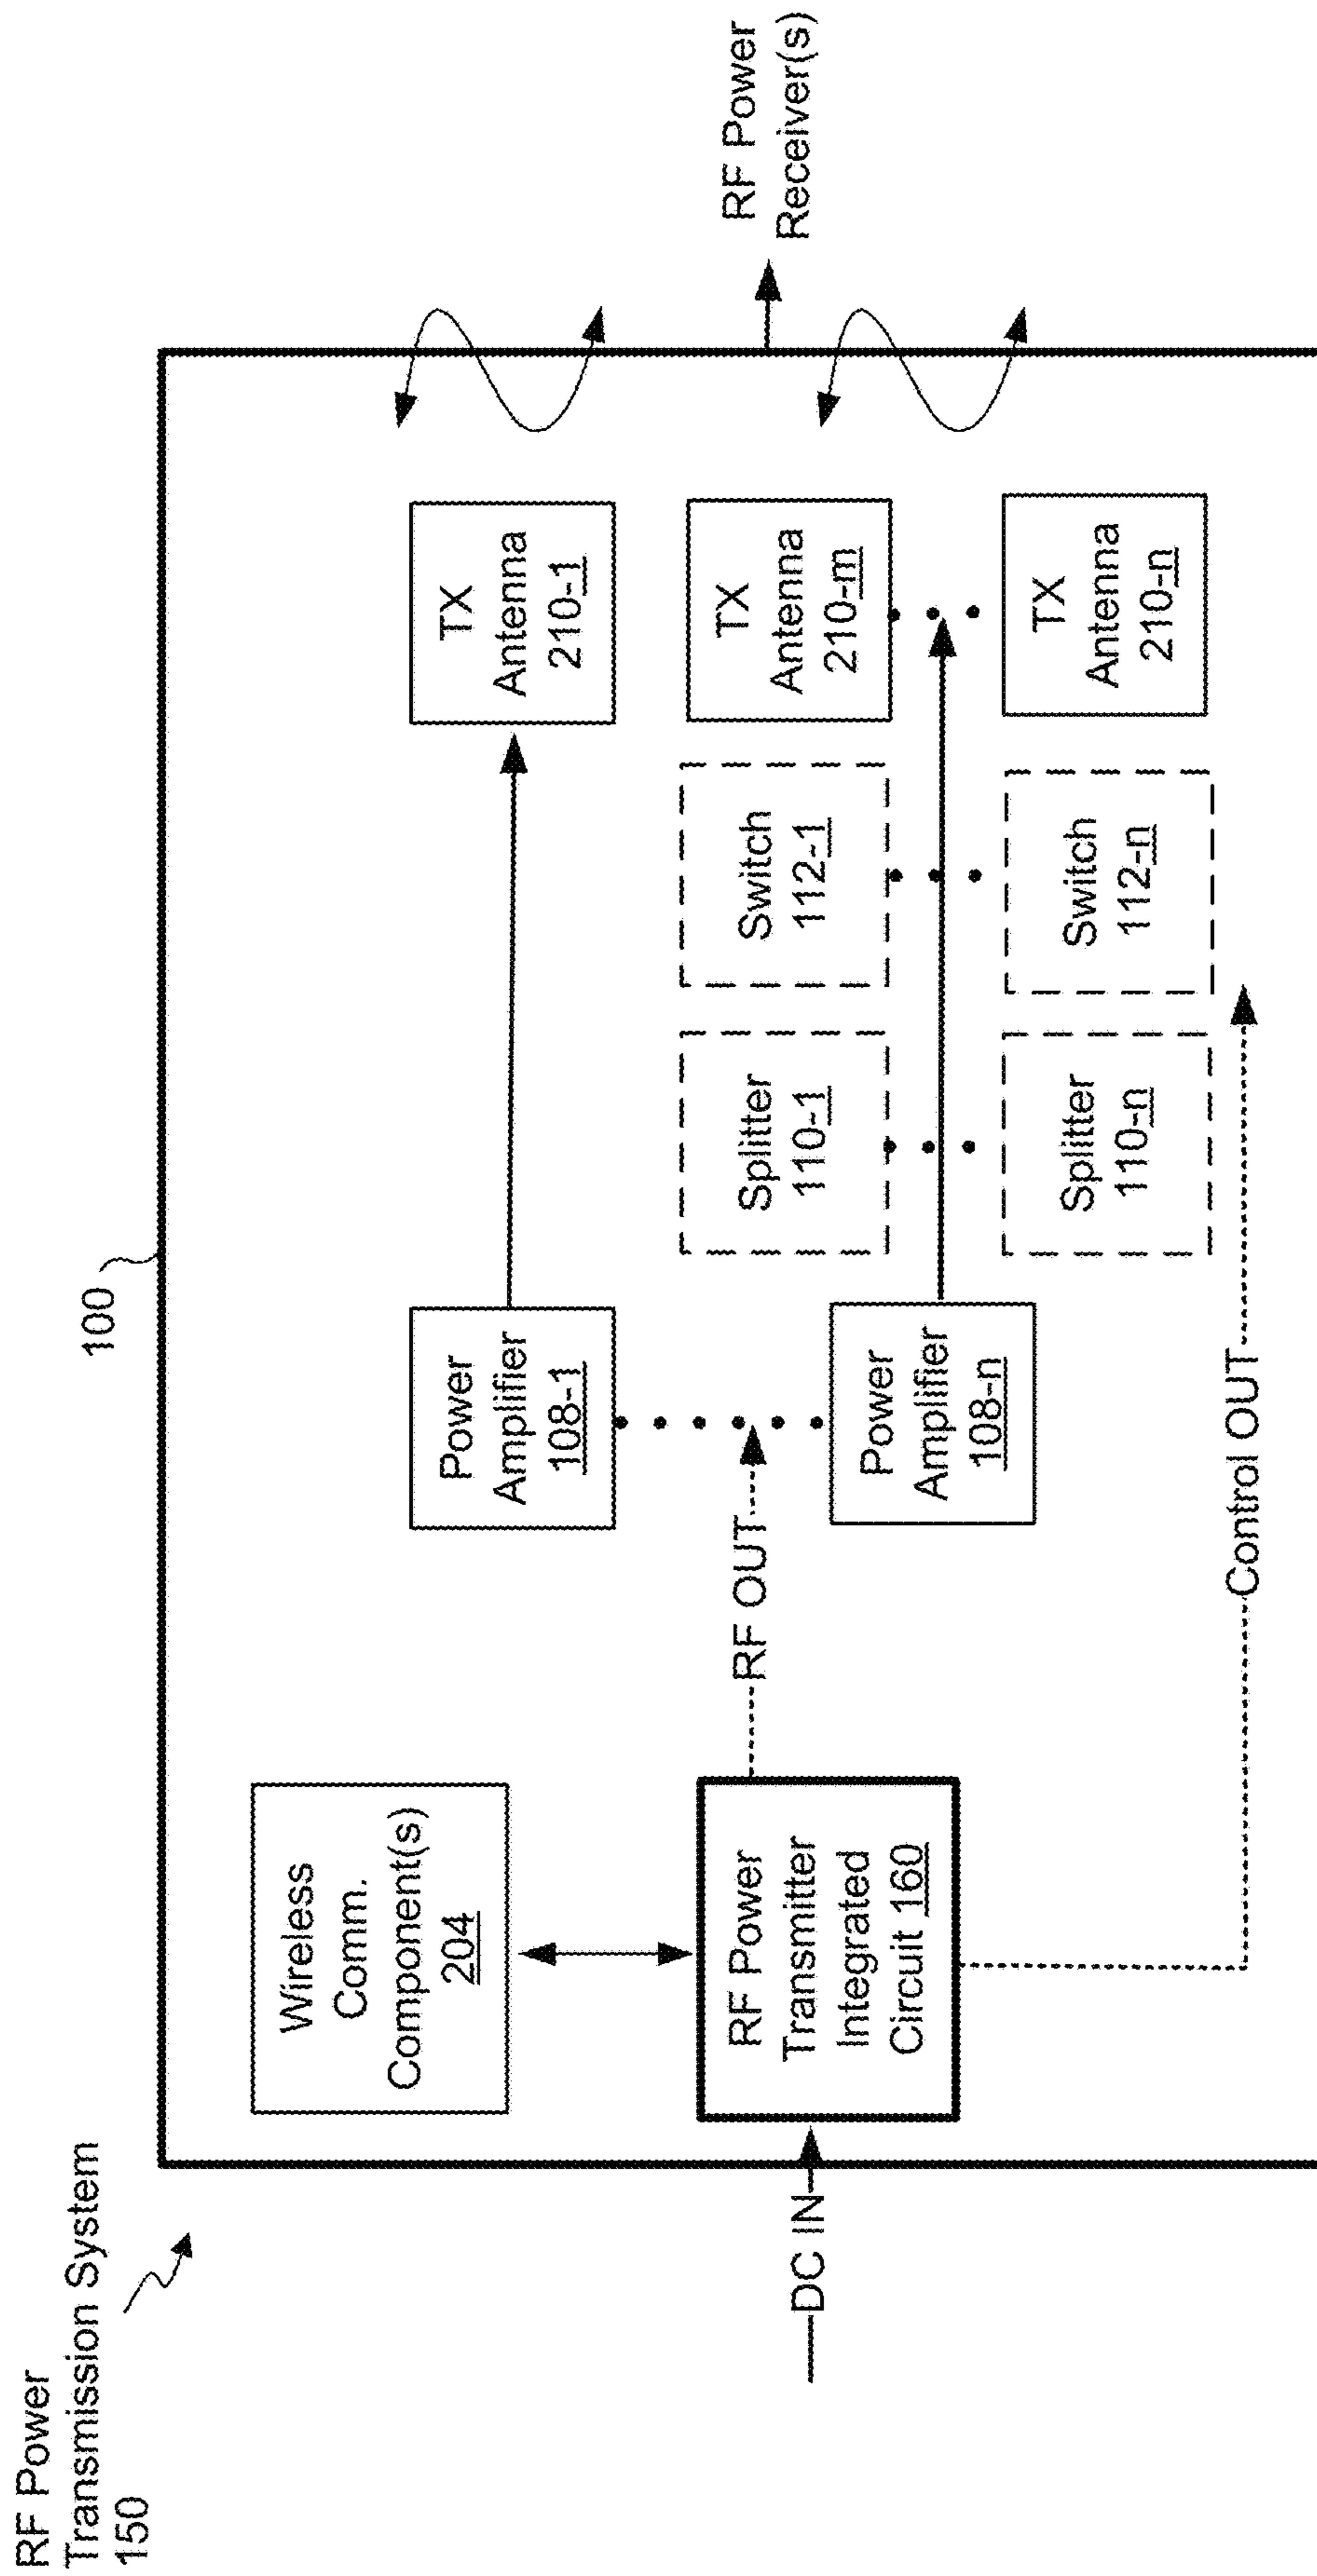 RF Power
Transmission System
150
100
Wireless
Comm.
Component(s)
204
DC IN
RF Power
Transmitter
Integrated
Circuit 160
RF OUT
Control OUT
Power
Amplifier
108-1
Power
Amplifier
108-n
Splitter
110-1
Splitter
110-n
Switch
112-1
Switch
112-n
TX
Antenna
210-1
TX
Antenna
210-m
TX
Antenna
210-n
RF Power
Receiver(s)